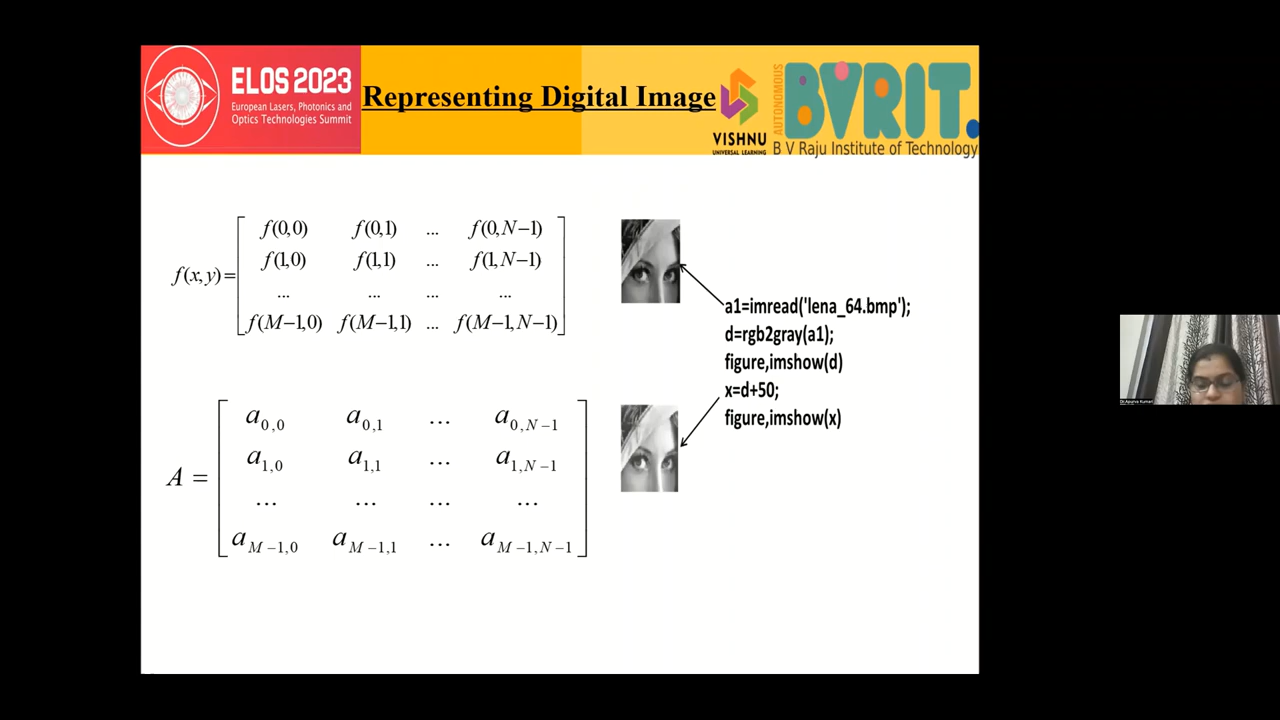 ELOS 2023
European Lasers, Photonics and
Optics Technologies Summit
Representing Digital Image
VISHNU
UNIVERSAL LEARNING
AUTONOMOUS
BVRIT.
B V Raju Institute of Technology
f(x,y)=
f(0,0) f(0,1) ... f(0,N−1)
f(1,0) f(1,1) ... f(1,N−1)
... ... ... ...
f(M−1,0) f(M−1,1) ... f(M−1,N−1)
a1=imread('lena_64.bmp');
d=rgb2gray(a1);
figure,imshow(d)
x=d+50;
figure,imshow(x)
A =
a0,0 a0,1 ... a0,N−1
a1,0 a1,1 ... a1,N−1
... ... ... ...
aM−1,0 aM−1,1 ... aM−1,N−1
Dr.Apurva Kumari